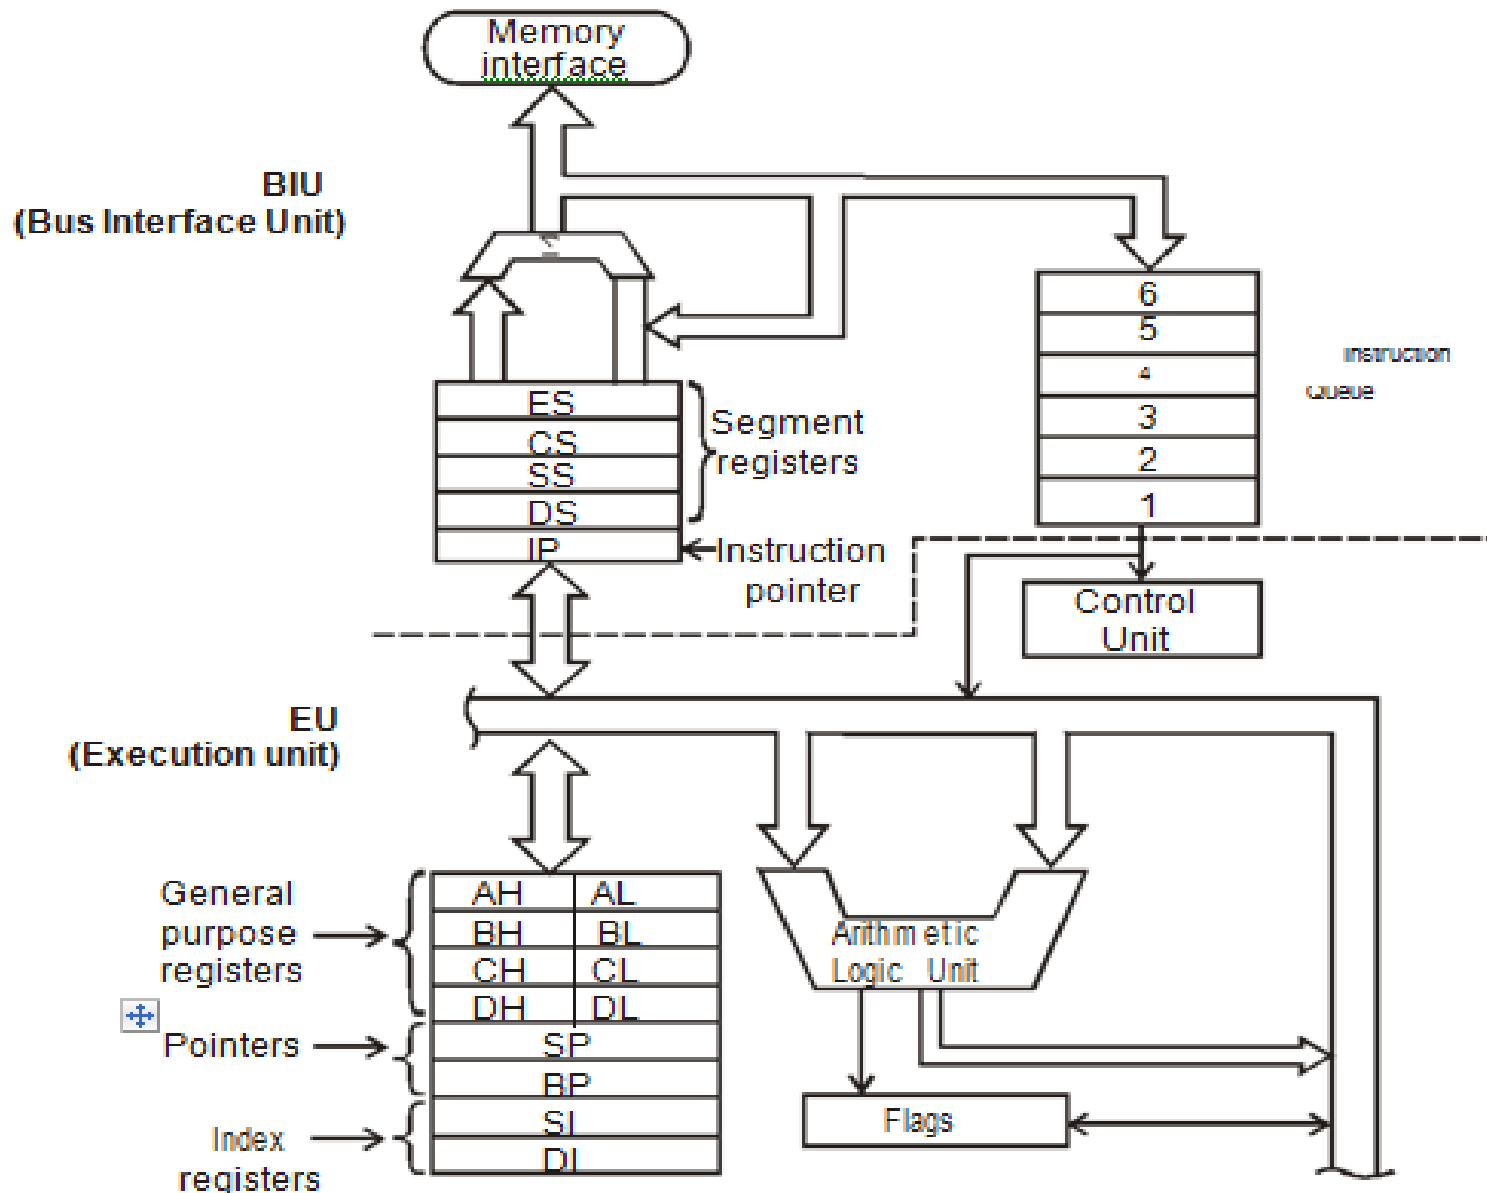 Memory
interface
BIU
(Bus Interface Unit)
Σ
6
5
4
3
2
1
Instruction
Queue
ES
CS
SS
DS
IP
Segment
registers
Instruction
pointer
Control
Unit
EU
(Execution unit)
General
purpose
registers
Pointers
Index
registers
AH AL
BH BL
CH CL
DH DL
SP
BP
SI
DI
Arithmetic
Logic Unit
Flags